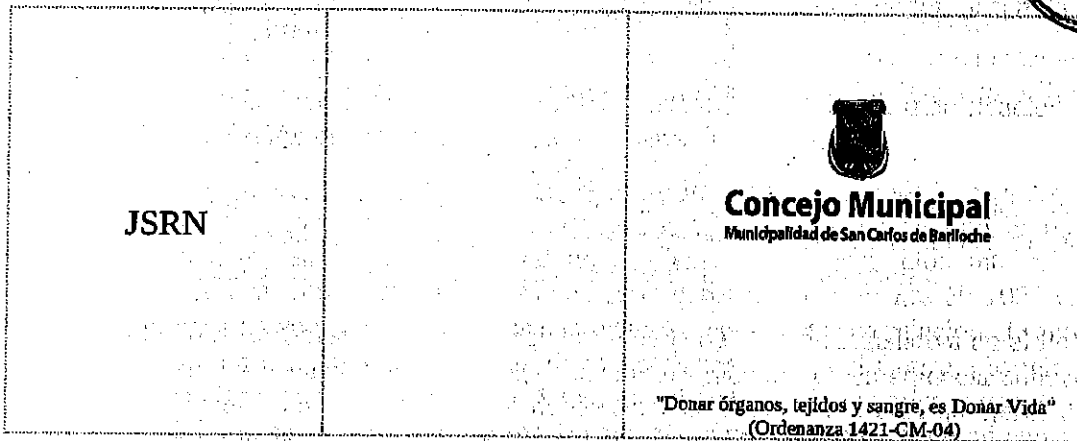 JSRN
Concejo Municipal
Municipalidad de San Carlos de Bariloche
"Donar órganos, tejidos y sangre, es Donar Vida"
(Ordenanza 1421-CM-04)